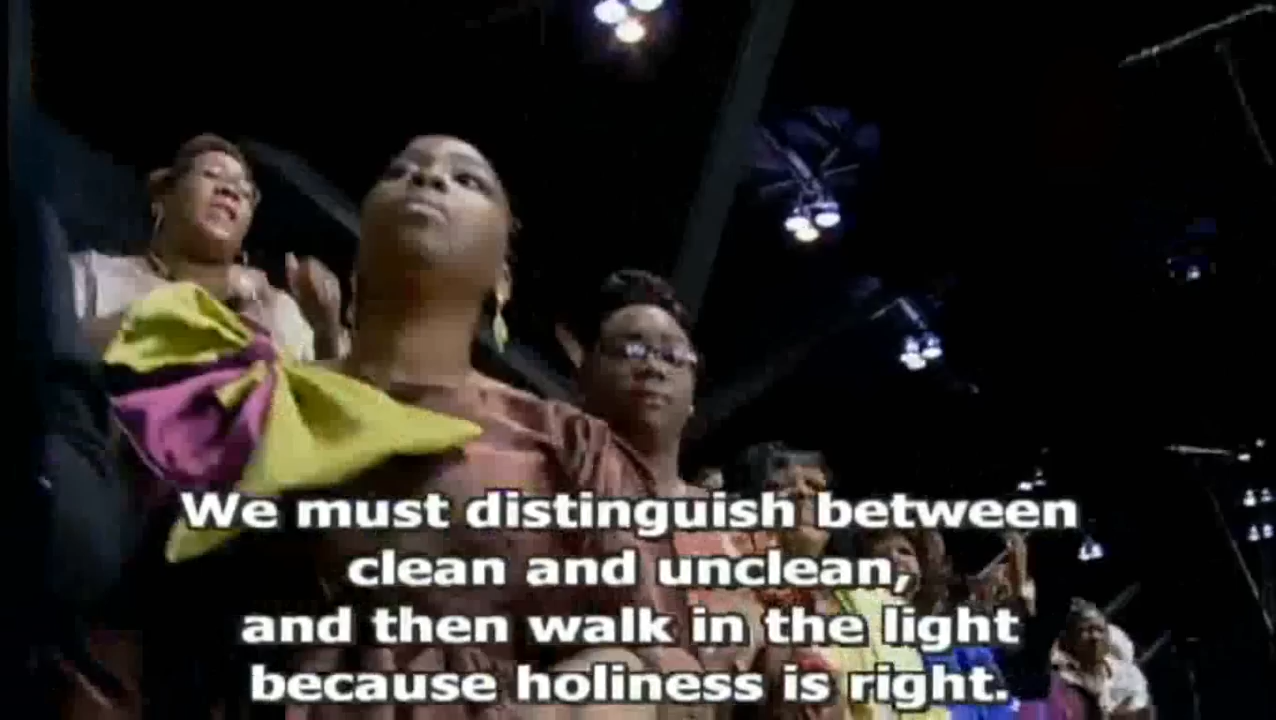 We must distinguish between
clean and unclean,
and then walk in the light
because holiness is right.